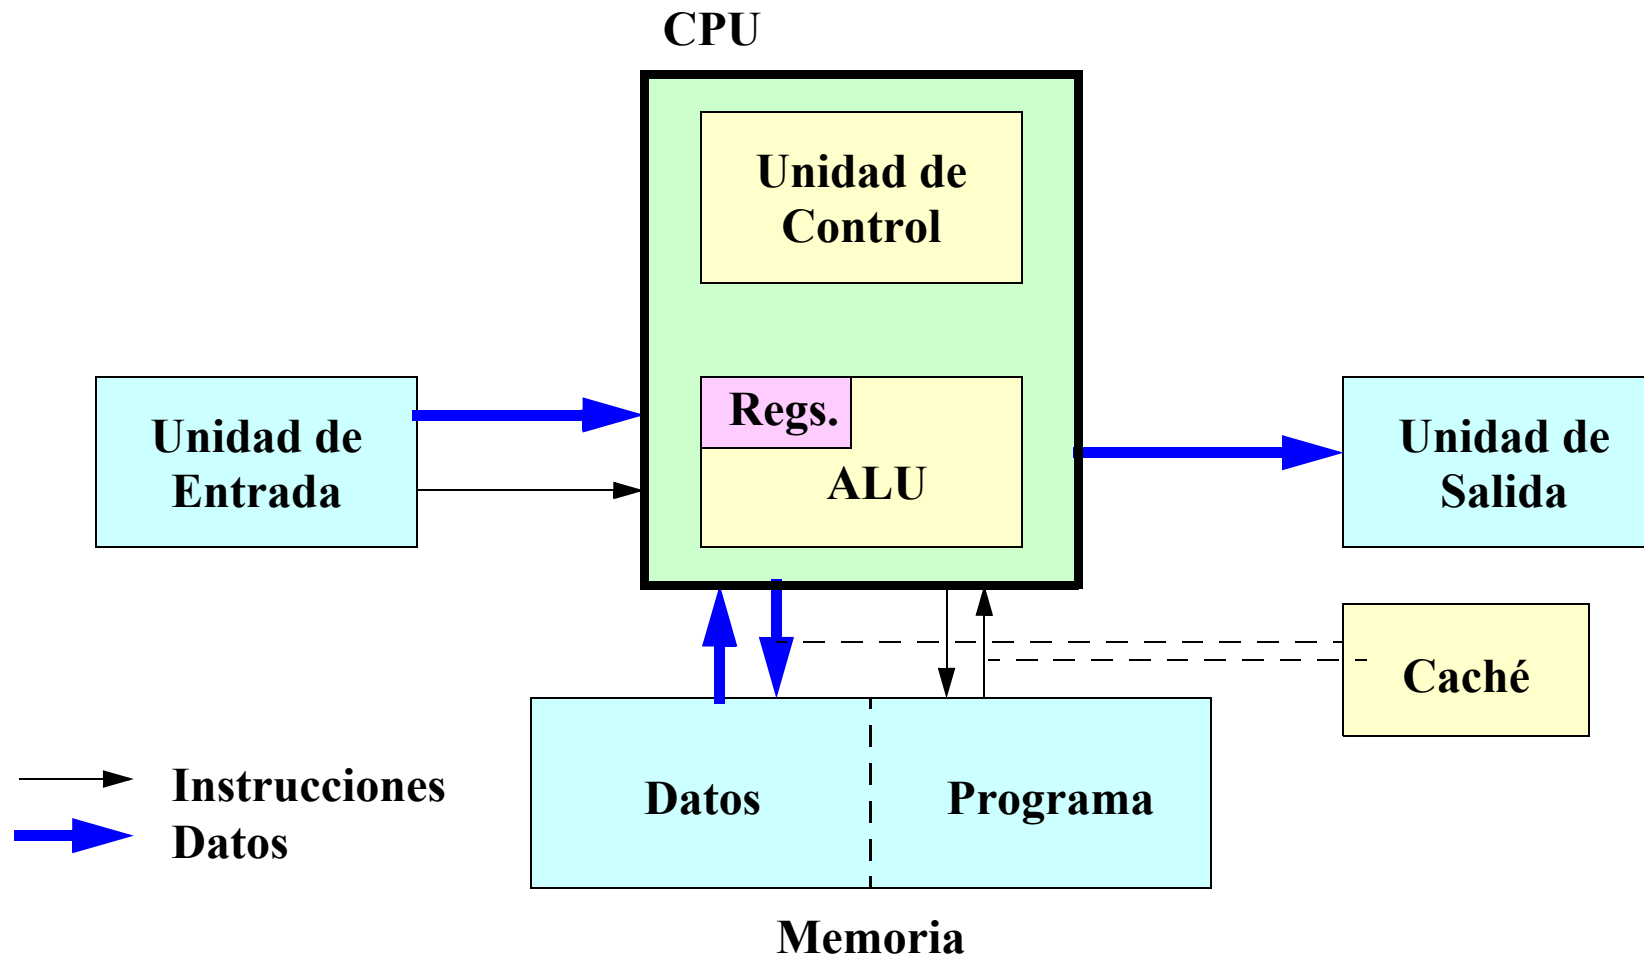 CPU
Unidad de
Control
Regs.
ALU
Unidad de
Entrada
Unidad de
Salida
Caché
Datos
Programa
Memoria
Instrucciones
Datos